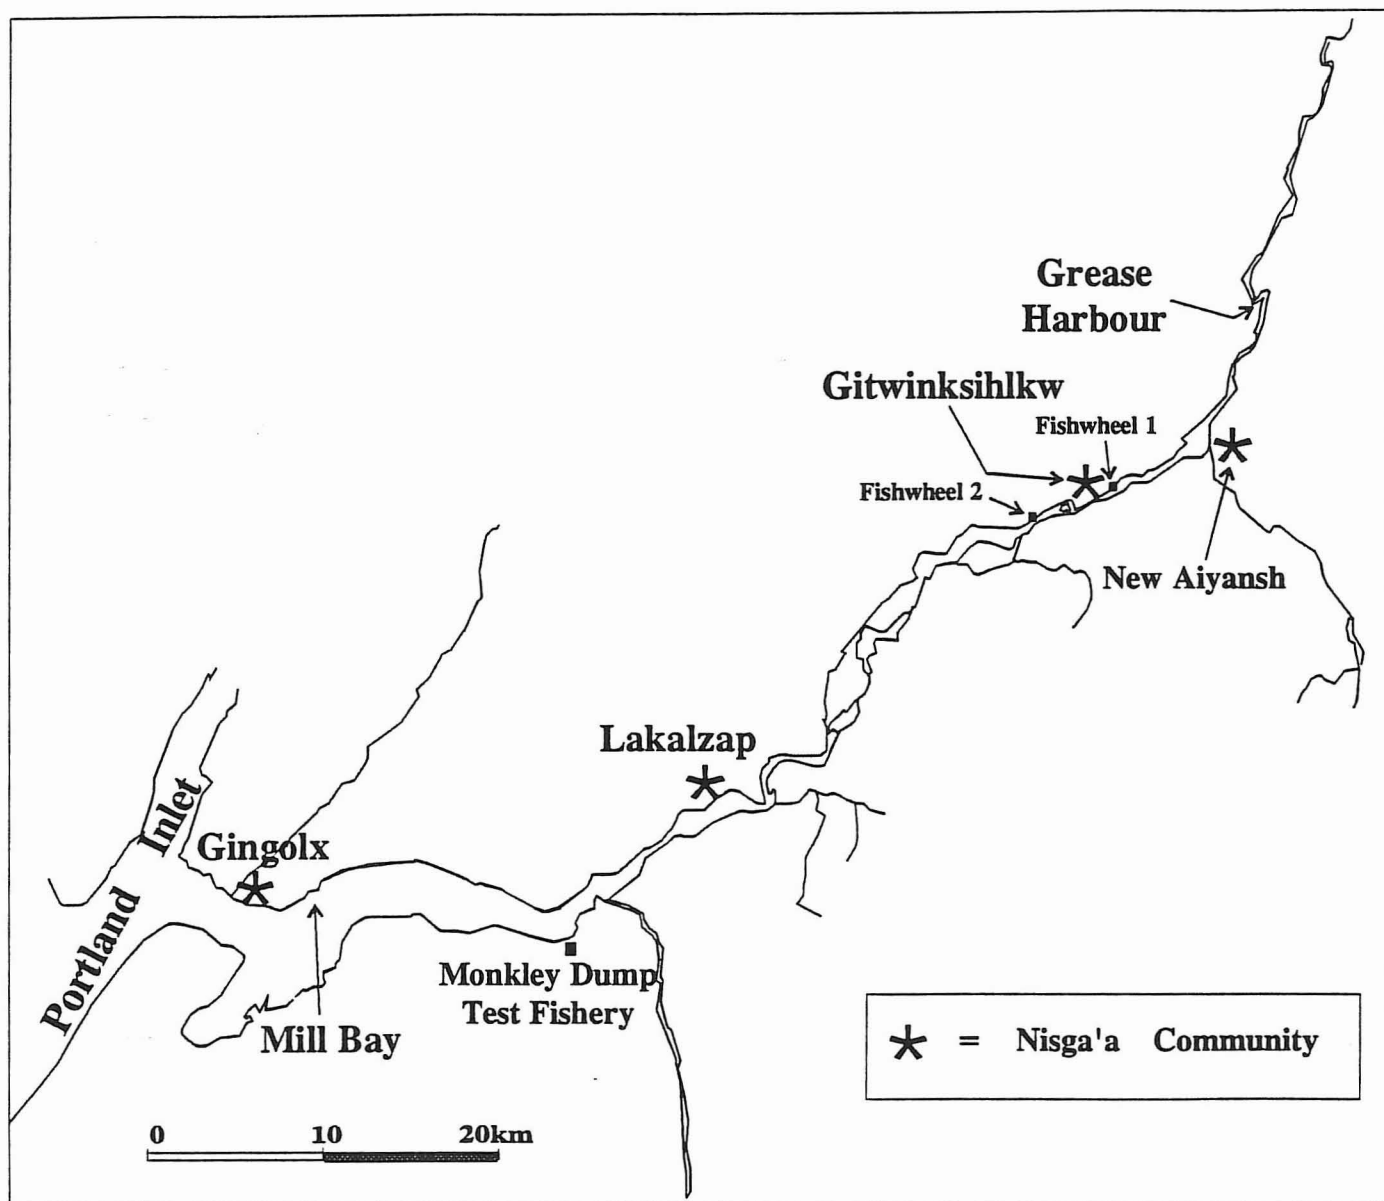 Grease
Harbour
Gitwinksihlkw
Fishwheel 1
Fishwheel 2
New Aiyansh
Lakalzap
Inlet
Gingolx
Portland
Monkley Dump
Test Fishery
Mill Bay
= Nisga'a Community
0 10 20km